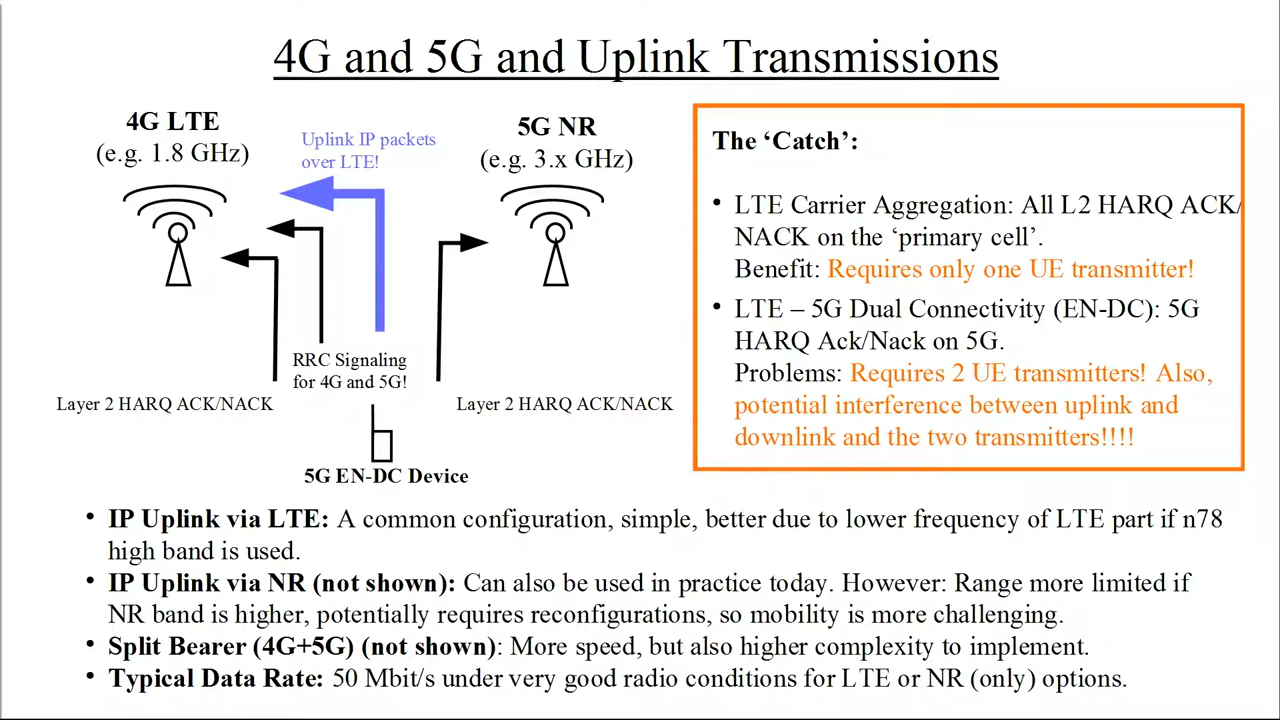 4G and 5G and Uplink Transmissions
4G LTE
(e.g. 1.8 GHz)
Uplink IP packets
over LTE!
5G NR
(e.g. 3.x GHz)
RRC Signaling
for 4G and 5G!
Layer 2 HARQ ACK/NACK
Layer 2 HARQ ACK/NACK
5G EN-DC Device
The ‘Catch’:
• LTE Carrier Aggregation: All L2 HARQ ACK/
NACK on the ‘primary cell’.
Benefit: Requires only one UE transmitter!
• LTE – 5G Dual Connectivity (EN-DC): 5G
HARQ Ack/Nack on 5G.
Problems: Requires 2 UE transmitters! Also,
potential interference between uplink and
downlink and the two transmitters!!!!
• IP Uplink via LTE: A common configuration, simple, better due to lower frequency of LTE part if n78
high band is used.
• IP Uplink via NR (not shown): Can also be used in practice today. However: Range more limited if
NR band is higher, potentially requires reconfigurations, so mobility is more challenging.
• Split Bearer (4G+5G) (not shown): More speed, but also higher complexity to implement.
• Typical Data Rate: 50 Mbit/s under very good radio conditions for LTE or NR (only) options.